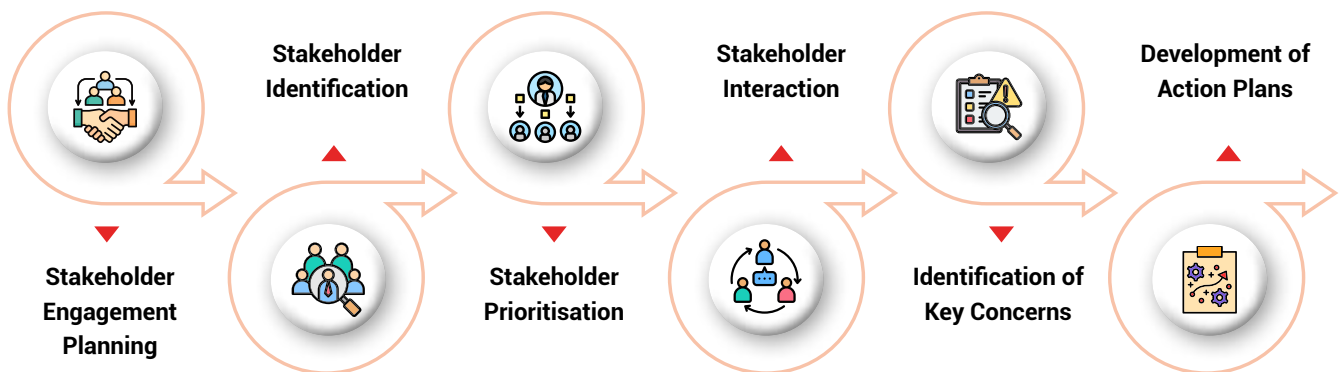 Stakeholder
Engagement
Planning
Stakeholder
Identification
Stakeholder
Prioritisation
Stakeholder
Interaction
Identification of
Key Concerns
Development of
Action Plans